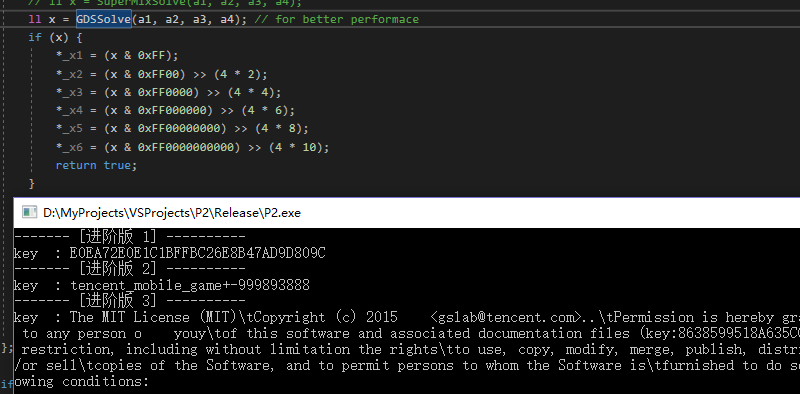 // ll x = SuperMixSolve(a1, a2, a3, a4);
ll x = GDSSolve(a1, a2, a3, a4); // for better performace
if (x) {
*_x1 = (x & 0xFF);
*_x2 = (x & 0xFF00) >> (4 * 2);
*_x3 = (x & 0xFF0000) >> (4 * 4);
*_x4 = (x & 0xFF000000) >> (4 * 6);
*_x5 = (x & 0xFF00000000) >> (4 * 8);
*_x6 = (x & 0xFF0000000000) >> (4 * 10);
return true;
}
D:\MyProjects\VSProjects\P2\Release\P2.exe
------- [进阶版 1] ----------
key : E0EA72E0E1C1BFFBC26E8B47AD9D809C
------- [进阶版 2] ----------
key : tencent_mobile_game+-999893888
------- [进阶版 3] ----------
key : The MIT License (MIT)\tCopyright (c) 2015 <gslab@tencent.com>..\tPermission is hereby gra
to any person o youy\tof this software and associated documentation files (key:8638599518A635C
};
restriction, including without limitation the rights\tto use, copy, modify, merge, publish, distri
/or sell\tcopies of the Software, and to permit persons to whom the Software is\tfurnished to do s
if
owing conditions: